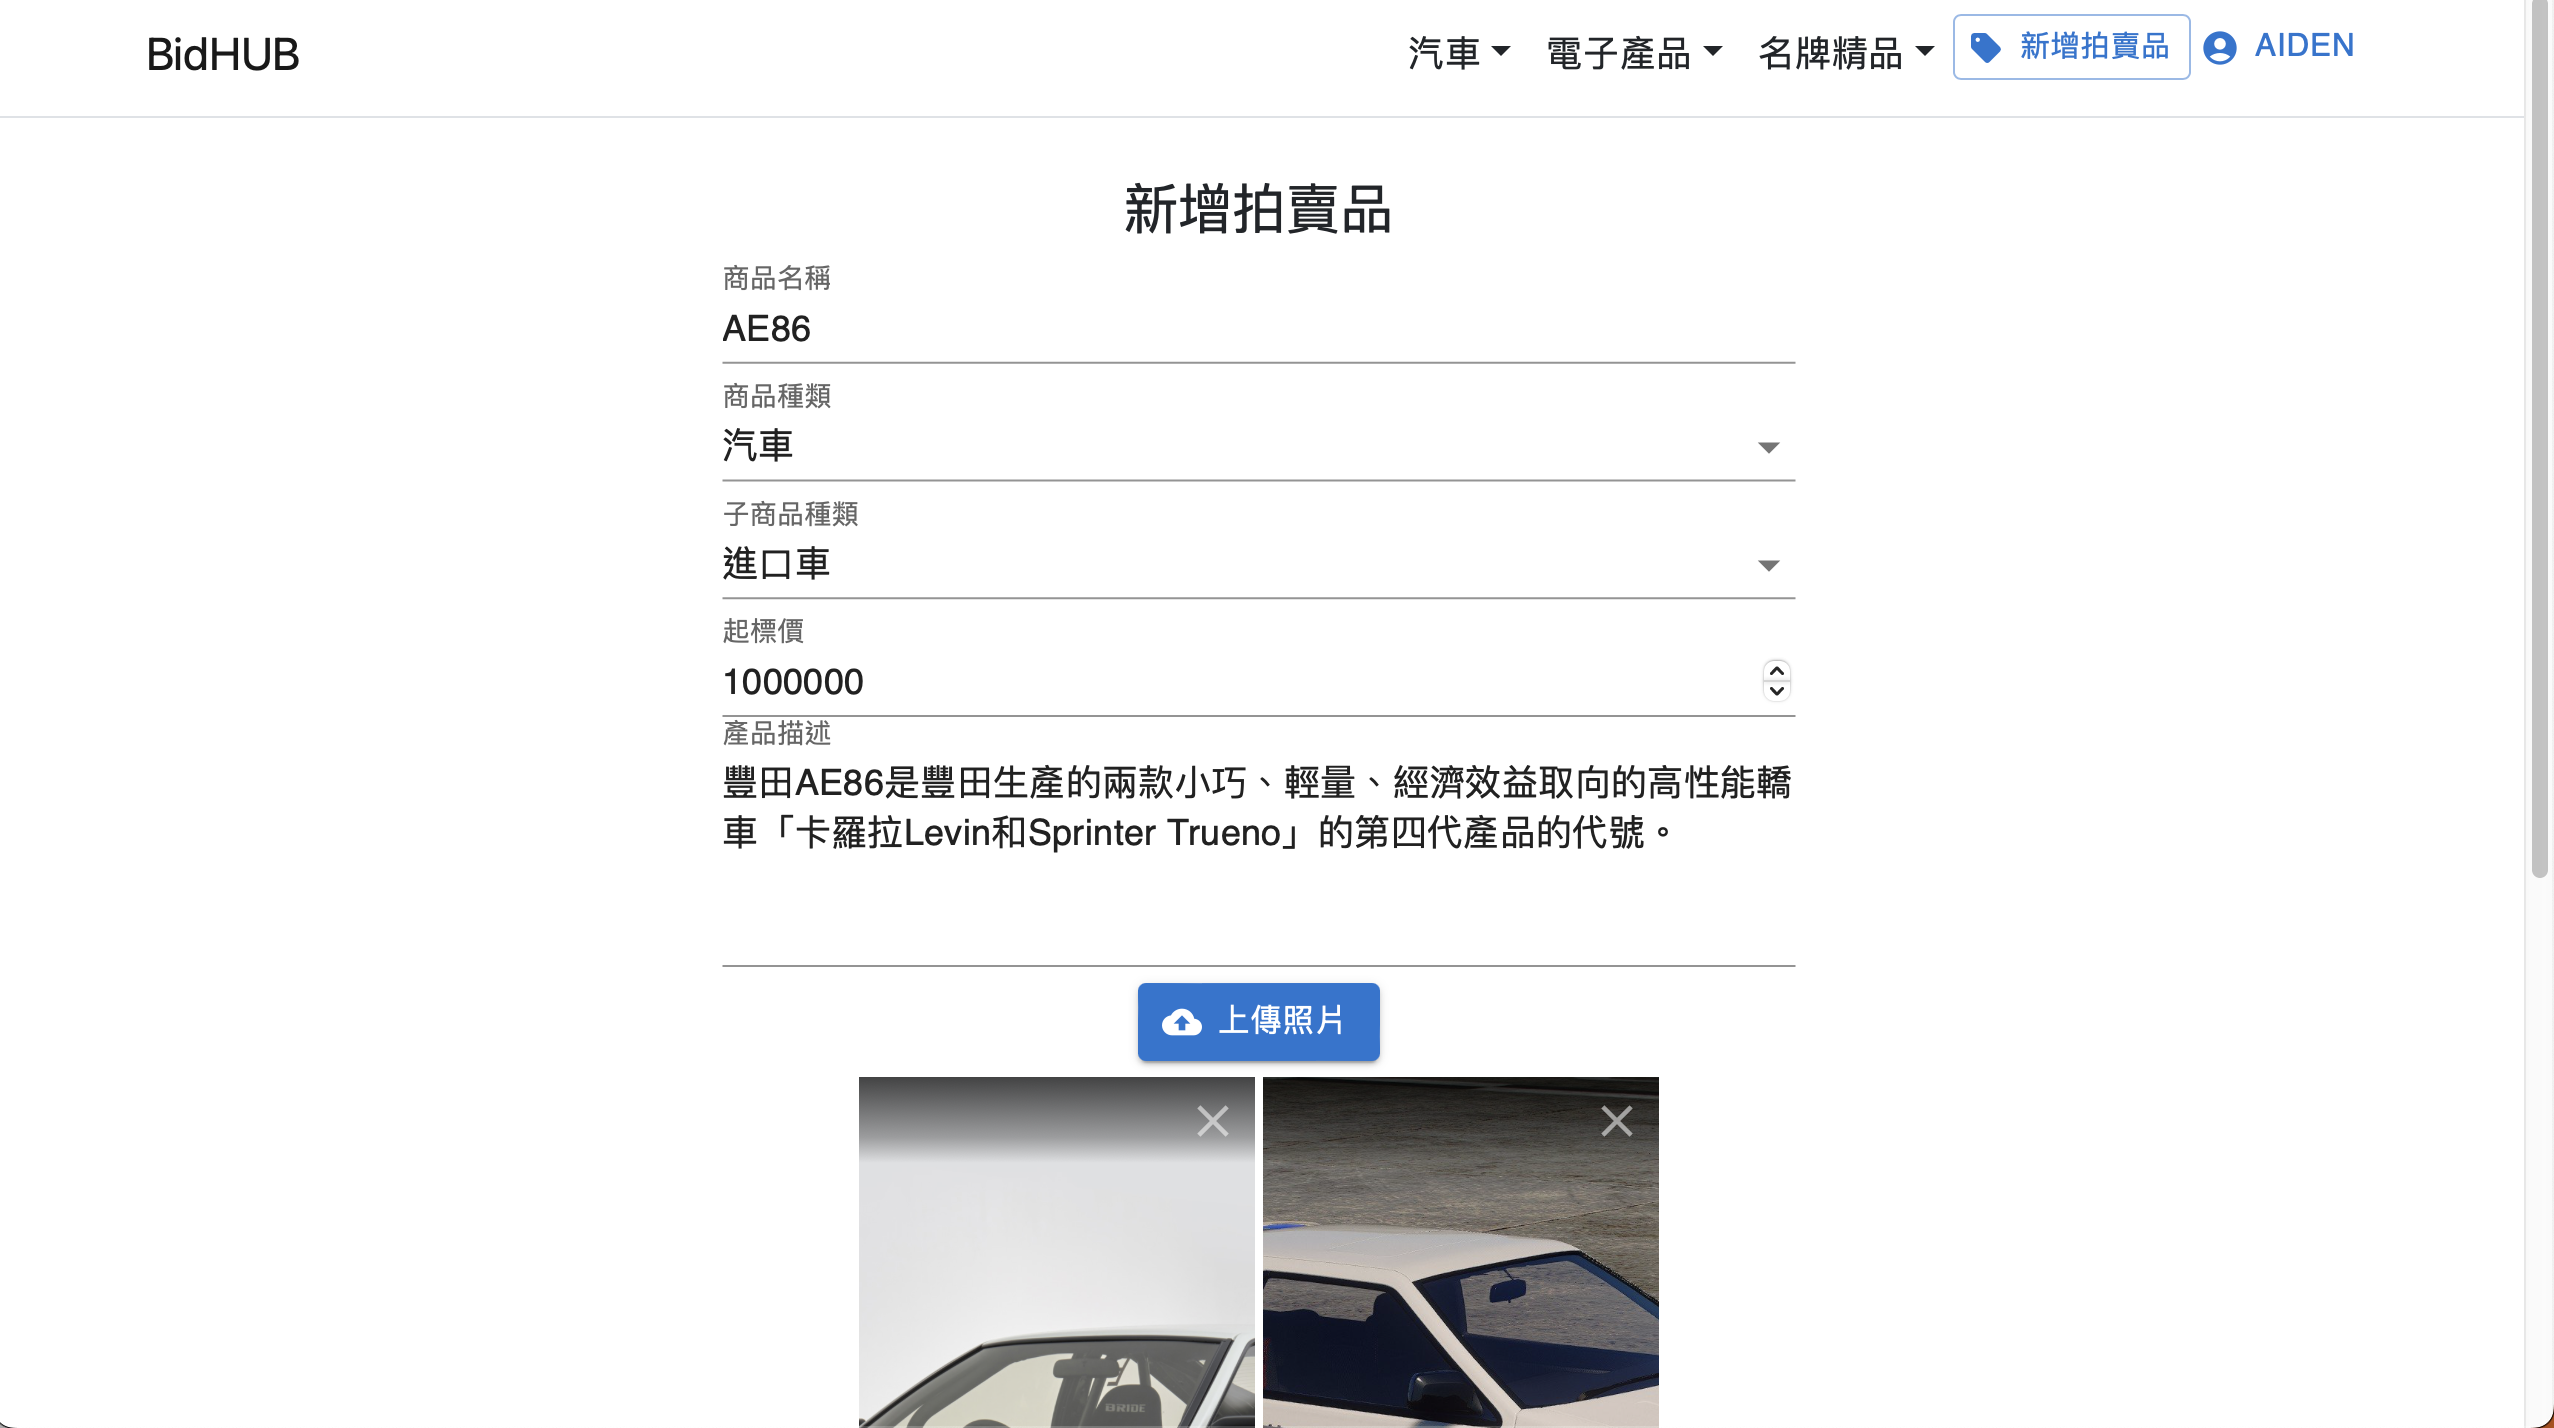 BidHUB
汽車
電子產品
名牌精品
新增拍賣品
AIDEN
新增拍賣品
商品名稱
AE86
商品種類
汽車
子商品種類
進口車
起標價
1000000
產品描述
豐田AE86是豐田生產的兩款小巧、輕量、經濟效益取向的高性能轎
車「卡羅拉Levin和Sprinter Trueno」的第四代產品的代號。
上傳照片
BRIDE